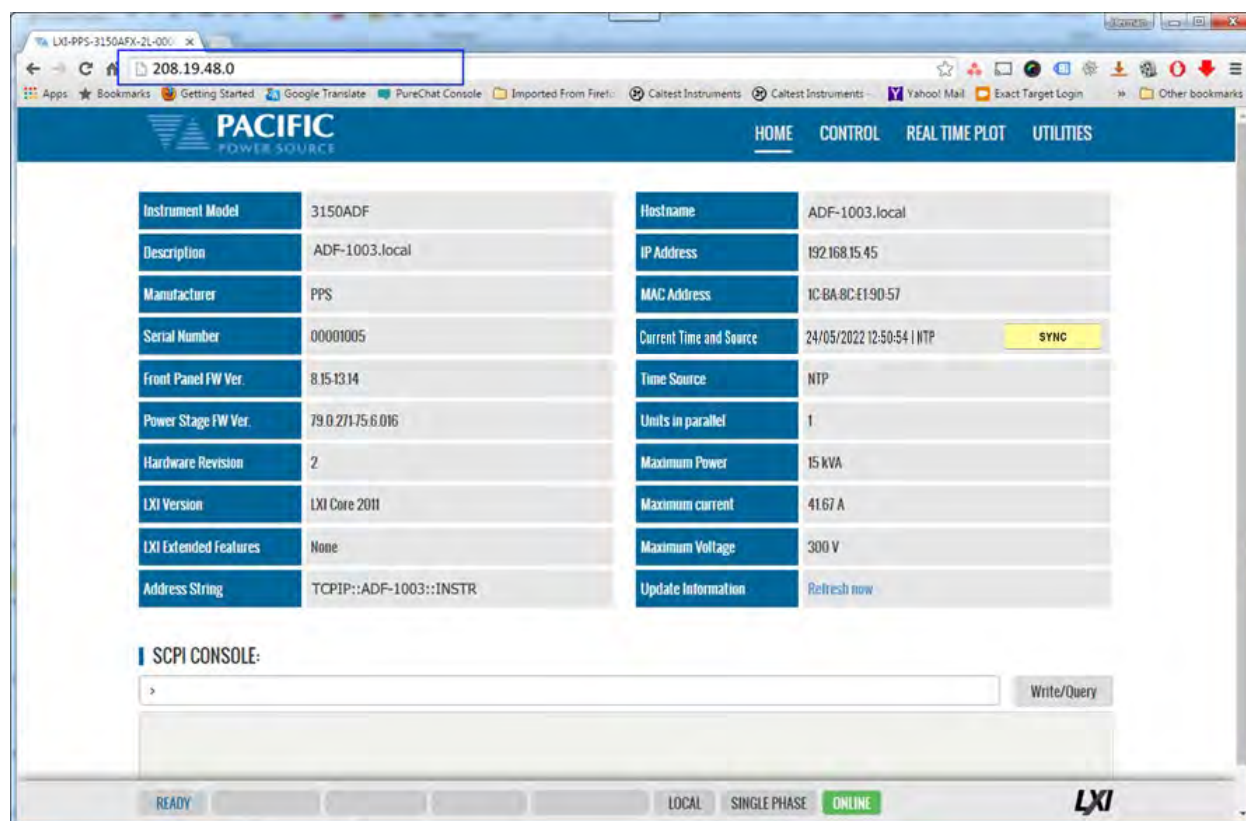 LXI-PPS-3150AFX-2L-000
208.19.48.0
Apps Bookmarks Getting Started Google Translate PureChat Console Imported From Firef Caltest Instruments Caltest Instruments - Yahoo! Mail Exact Target Login » Other bookmarks
PACIFIC
POWER SOURCE
HOME CONTROL REAL TIME PLOT UTILITIES
Instrument Model 3150ADF Hostname ADF-1003.local
Description ADF-1003.local IP Address 192.168.15.45
Manufacturer PPS MAC Address 1C-BA-8C-E1-9D-57
Serial Number 00001005 Current Time and Source 24/05/2022 12:50:54 | NTP SYNC
Front Panel FW Ver. 8.15-13.14 Time Source NTP
Power Stage FW Ver. 79.0.271-75.6.016 Units in parallel 1
Hardware Revision 2 Maximum Power 15 kVA
LXI Version LXI Core 2011 Maximum current 41.67 A
LXI Extended Features None Maximum Voltage 300 V
Address String TCPIP::ADF-1003::INSTR Update Information Refresh now
SCPI CONSOLE:
> Write/Query
READY LOCAL SINGLE PHASE ONLINE LXI